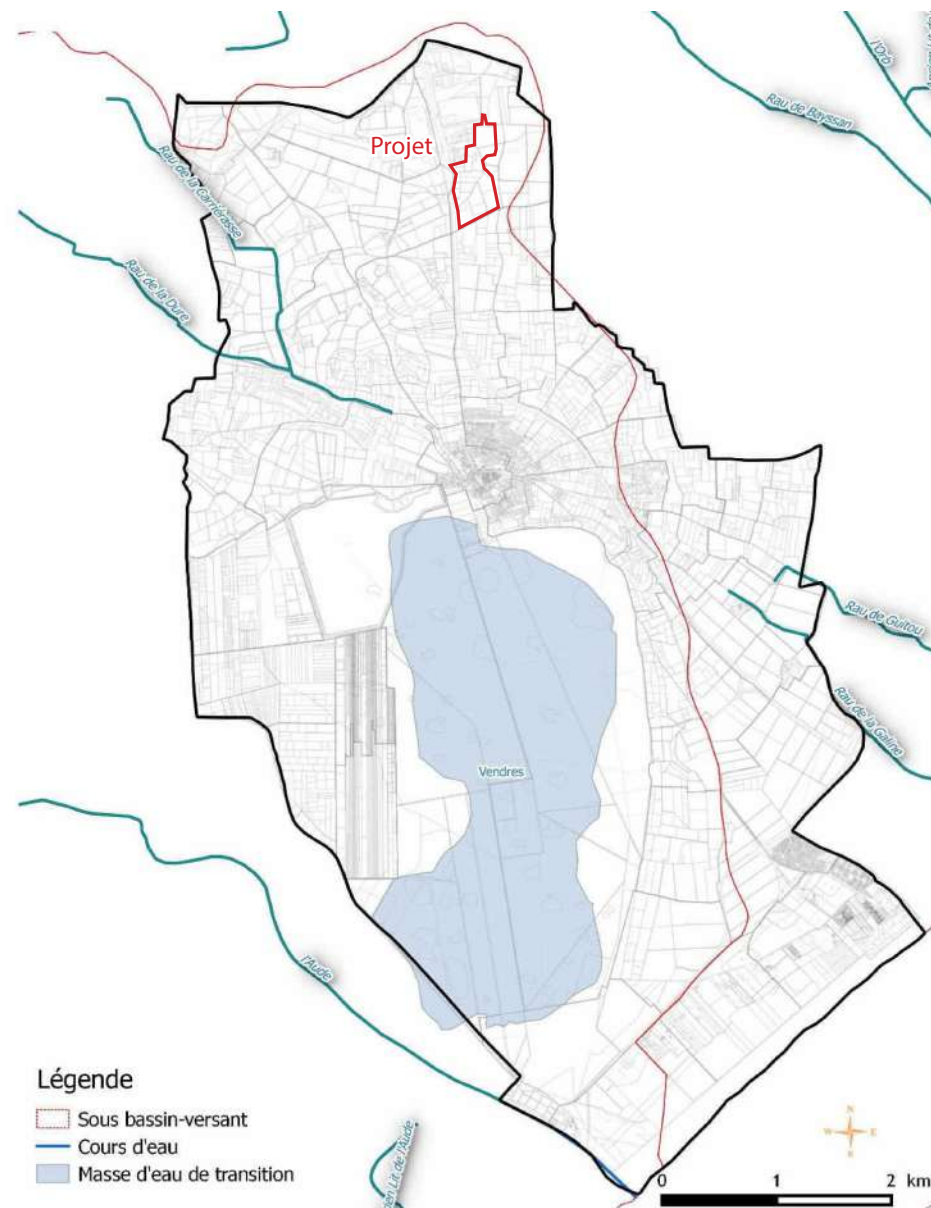 l'Orb
Rau de Bayssan
Projet
Rau de la Carriérasse
Rau de la Dure
Rau de Guitou
Rau de la Galine
Vendres
l'Aude
Lit de l'Aude
Légende
Sous bassin-versant
Cours d'eau
Masse d'eau de transition
N
W E
S
0 1 2 km